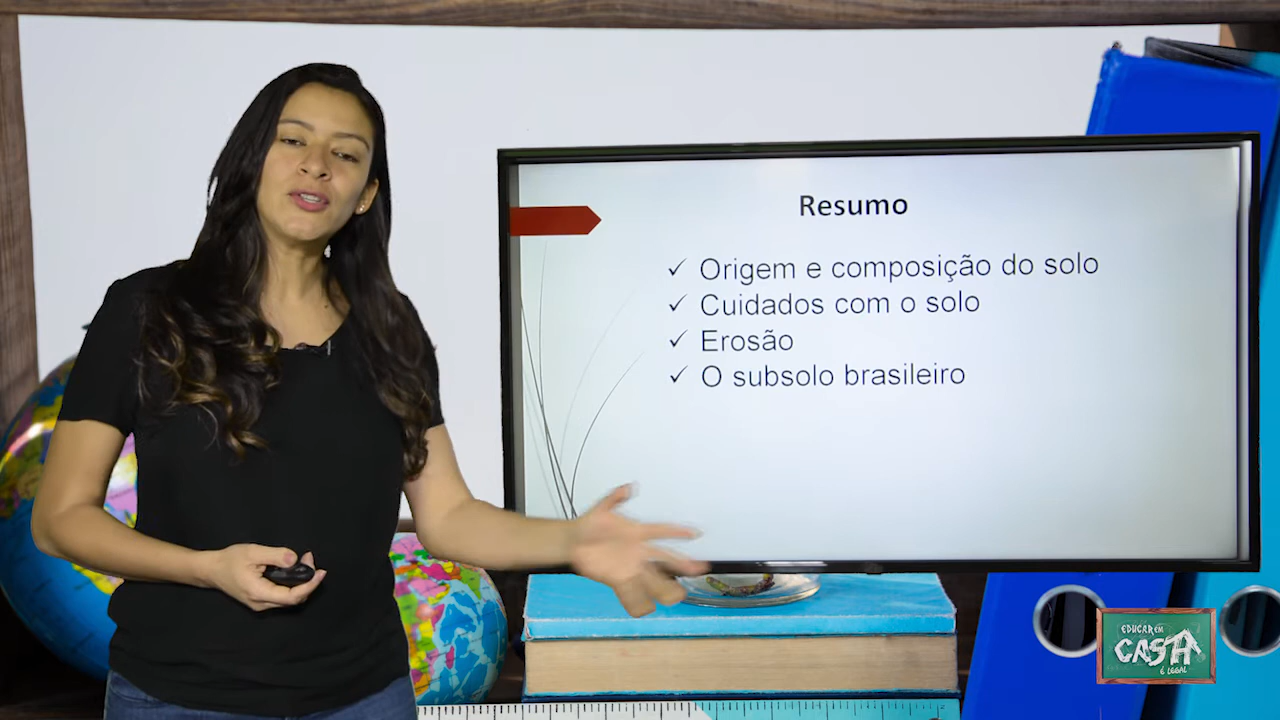 Resumo
✓ Origem e composição do solo
✓ Cuidados com o solo
✓ Erosão
✓ O subsolo brasileiro
EDUCAR EM
CASA
É LEGAL